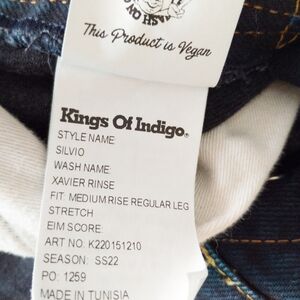 This Product is Vegan
Kings Of Indigo®
STYLE NAME
SILVIO
WASH NAME
XAVIER RINSE
FIT: MEDIUM RISE REGULAR LEG
STRETCH
EIM SCORE:
ART NO: K220151210
SEASON: SS22
PO: 1259
MADE IN TUNISIA